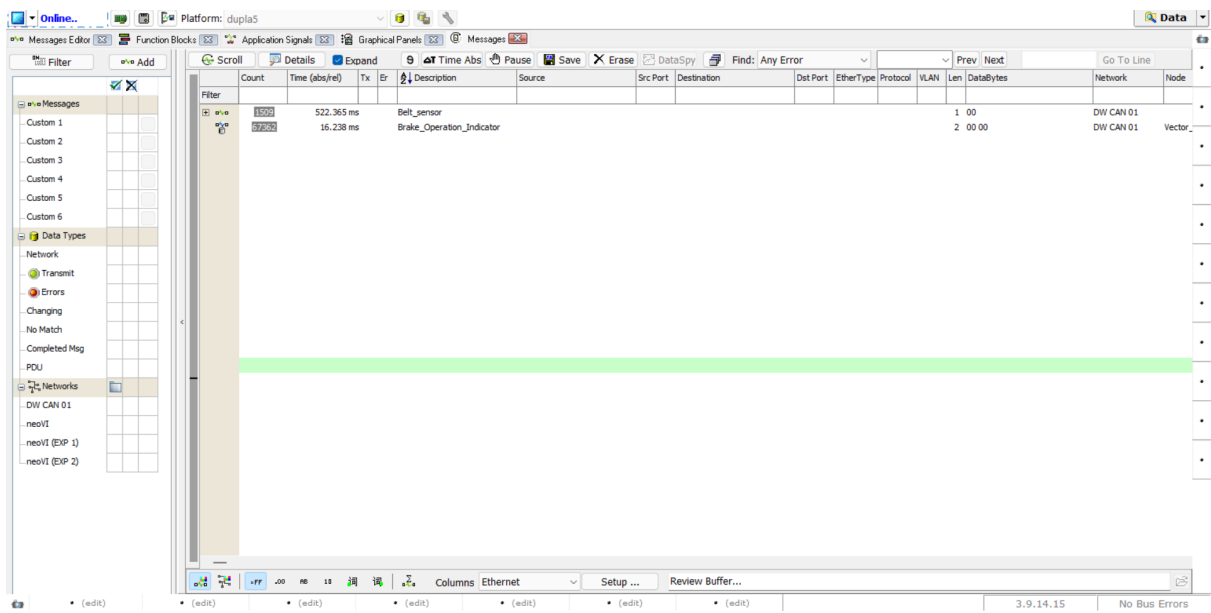 Online.. Platform: dupla5 Data
Messages Editor Function Blocks Application Signals Graphical Panels Messages
Filter Add Scroll Details Expand 9 ΔT Time Abs Pause Save Erase DataSpy Find: Any Error Prev Next Go To Line
Count Time (abs/rel) Tx Er Description Source Src Port Destination Dst Port EtherType Protocol VLAN Len DataBytes Network Node
Filter
Messages
Custom 1
Custom 2
Custom 3
Custom 4
Custom 5
Custom 6
Data Types
Network
Transmit
Errors
Changing
No Match
Completed Msg
PDU
Networks
DW CAN 01
neoVI
neoVI (EXP 1)
neoVI (EXP 2)
1509 522.365 ms Belt_sensor 1 00 DW CAN 01
67362 16.238 ms Brake_Operation_Indicator 2 00 00 DW CAN 01 Vector_
Columns Ethernet Setup ... Review Buffer...
(edit) (edit) (edit) (edit) (edit) (edit) (edit) 3.9.14.15 No Bus Errors